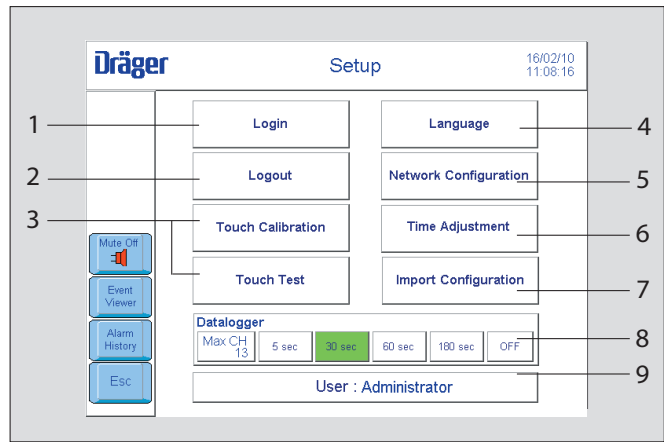 Dräger
Setup
16/02/10
11:08:16
1
Login
Language
4
2
Logout
Network Configuration
5
3
Touch Calibration
Time Adjustment
6
Mute Off
Touch Test
Import Configuration
7
Event
Viewer
Alarm
History
Esc
Datalogger
Max CH
13
5 sec
30 sec
60 sec
180 sec
OFF
8
User : Administrator
9